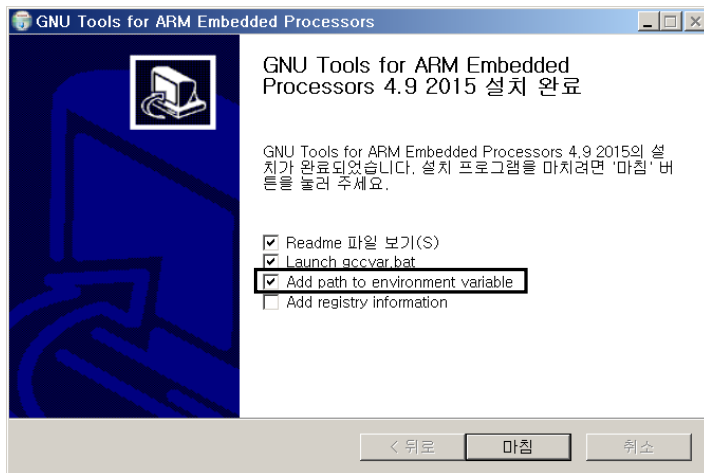 GNU Tools for ARM Embedded Processors
GNU Tools for ARM Embedded
Processors 4.9 2015 설치 완료
GNU Tools for ARM Embedded Processors 4.9 2015의 설
치가 완료되었습니다. 설치 프로그램을 마치려면 '마침' 버
튼을 눌러 주세요.
Readme 파일 보기(S)
Launch gccvar.bat
Add path to environment variable
Add registry information
< 뒤로
마침
취소